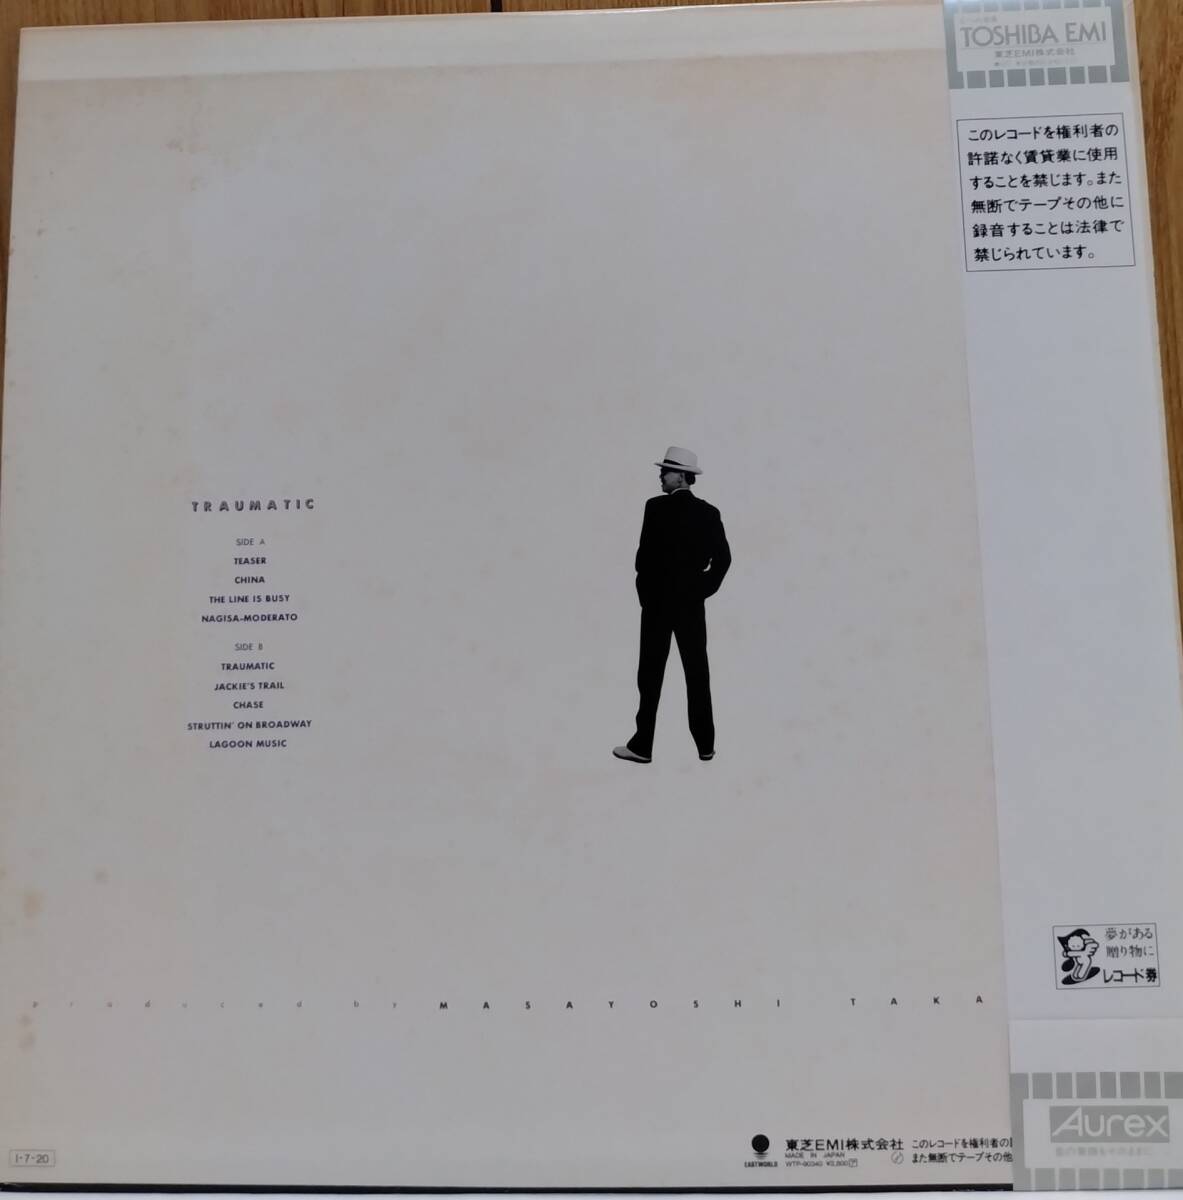 TOSHIBA EMI
東芝EMI株式会社
このレコードを権利者の
許諾なく賃貸業に使用
することを禁じます。また
無断でテープその他に
録音することは法律で
禁じられています。
TRAUMATIC
SIDE A
TEASER
CHINA
THE LINE IS BUSY
NAGISA-MODERATO
SIDE B
TRAUMATIC
JACKIE'S TRAIL
CHASE
STRUTTIN' ON BROADWAY
LAGOON MUSIC
夢がある
贈り物に
レコード券
produced by MASAYOSHI TAKA
Aurex
EASTWORLD
東芝EMI株式会社
MADE IN JAPAN
WTP-90340 ¥2,800
このレコードを権利者の
また無断でテープその他
1-7-20